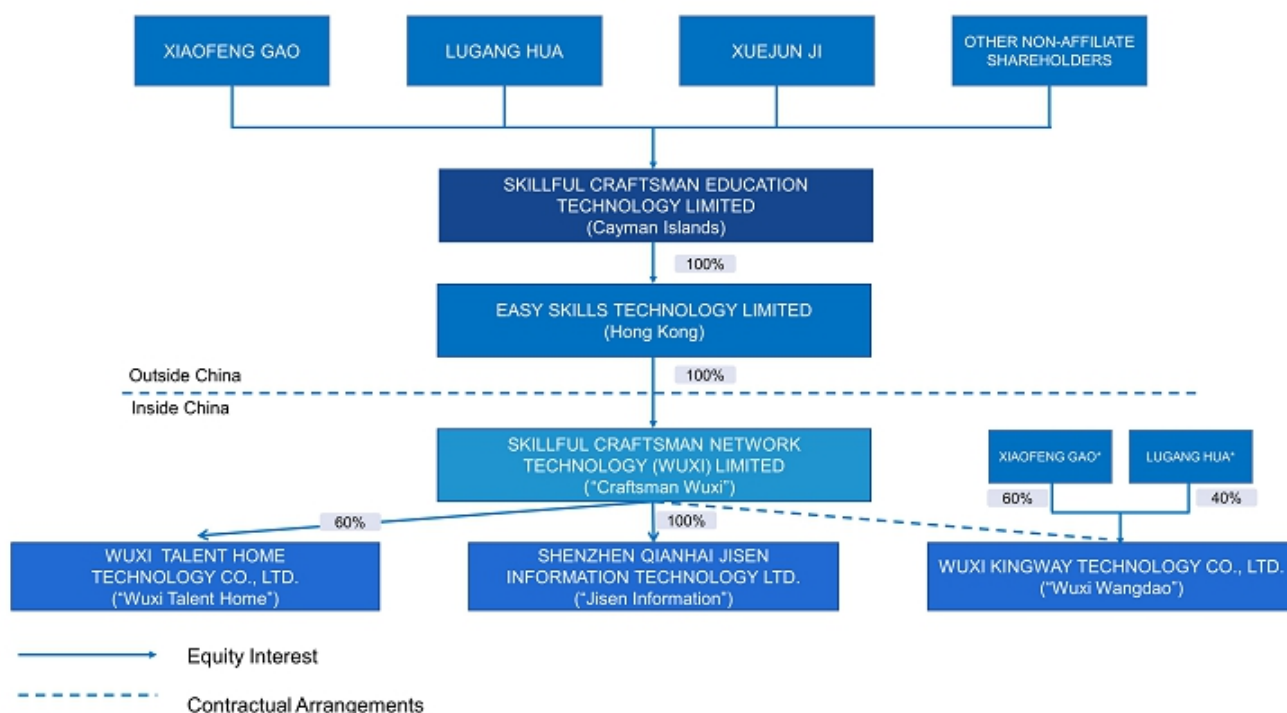 XIAOFENG GAO
LUGANG HUA
XUEJUN JI
OTHER NON-AFFILIATE
SHAREHOLDERS
SKILLFUL CRAFTSMAN EDUCATION
TECHNOLOGY LIMITED
(Cayman Islands)
100%
EASY SKILLS TECHNOLOGY LIMITED
(Hong Kong)
Outside China
100%
Inside China
SKILLFUL CRAFTSMAN NETWORK
TECHNOLOGY (WUXI) LIMITED
("Craftsman Wuxi")
XIAOFENG GAO*
LUGANG HUA*
60%
40%
60%
100%
WUXI TALENT HOME
TECHNOLOGY CO., LTD.
("Wuxi Talent Home")
SHENZHEN QIANHAI JISEN
INFORMATION TECHNOLOGY LTD.
("Jisen Information")
WUXI KINGWAY TECHNOLOGY CO., LTD.
("Wuxi Wangdao")
Equity Interest
Contractual Arrangements